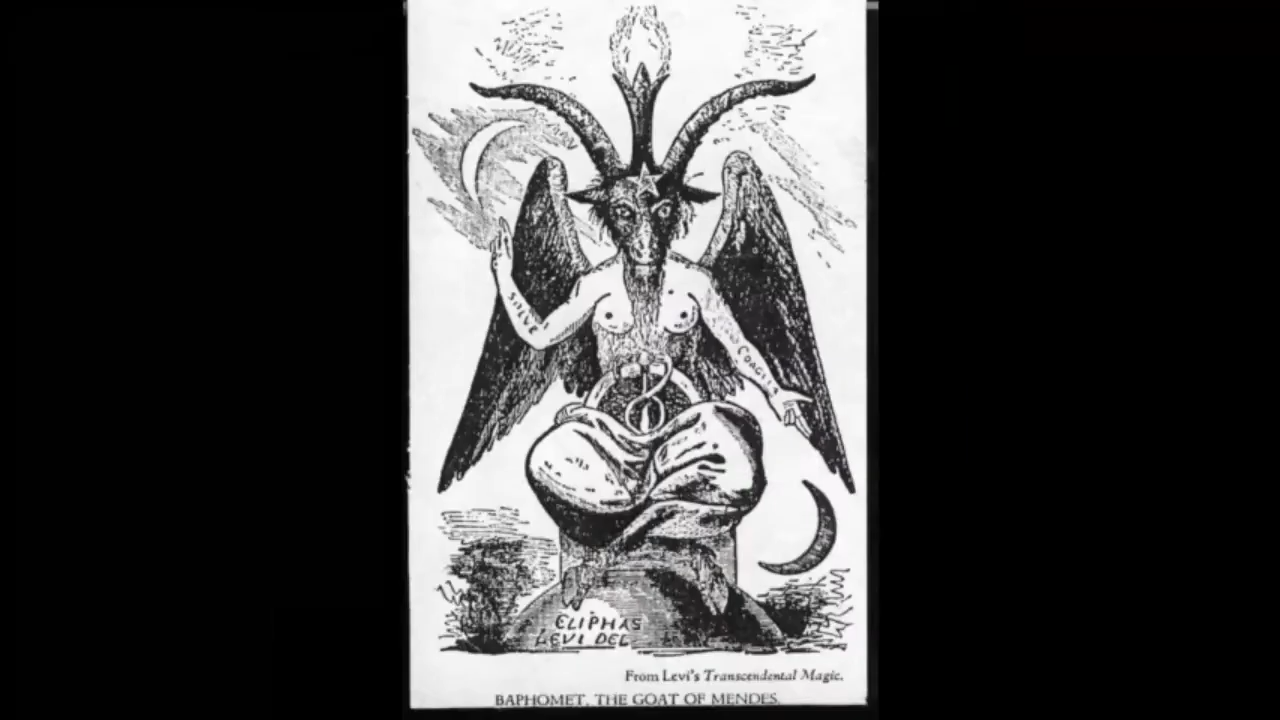 SOLVE
COAGULA
ELIPHAS
LEVI DEL
From Levi's Transcendental Magic.
BAPHOMET, THE GOAT OF MENDES.